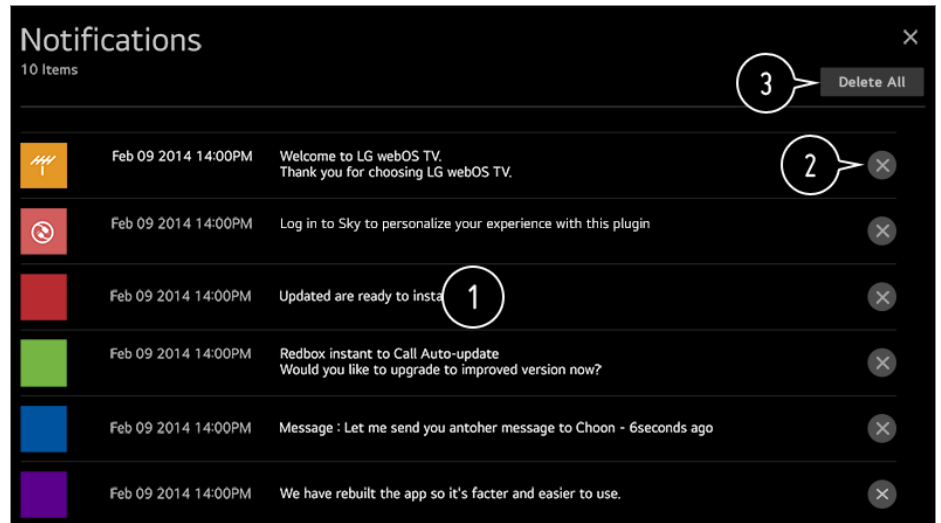 Notifications
10 Items
3
Delete All
Feb 09 2014 14:00PM
Welcome to LG webOS TV.
Thank you for choosing LG webOS TV.
2
Feb 09 2014 14:00PM
Log in to Sky to personalize your experience with this plugin
Feb 09 2014 14:00PM
Updated are ready to
1
Feb 09 2014 14:00PM
Redbox instant to Call Auto-update
Would you like to upgrade to improved version now?
Feb 09 2014 14:00PM
Message : Let me send you antoher message to Choon - 6seconds ago
Feb 09 2014 14:00PM
We have rebuilt the app so it's facter and easier to use.